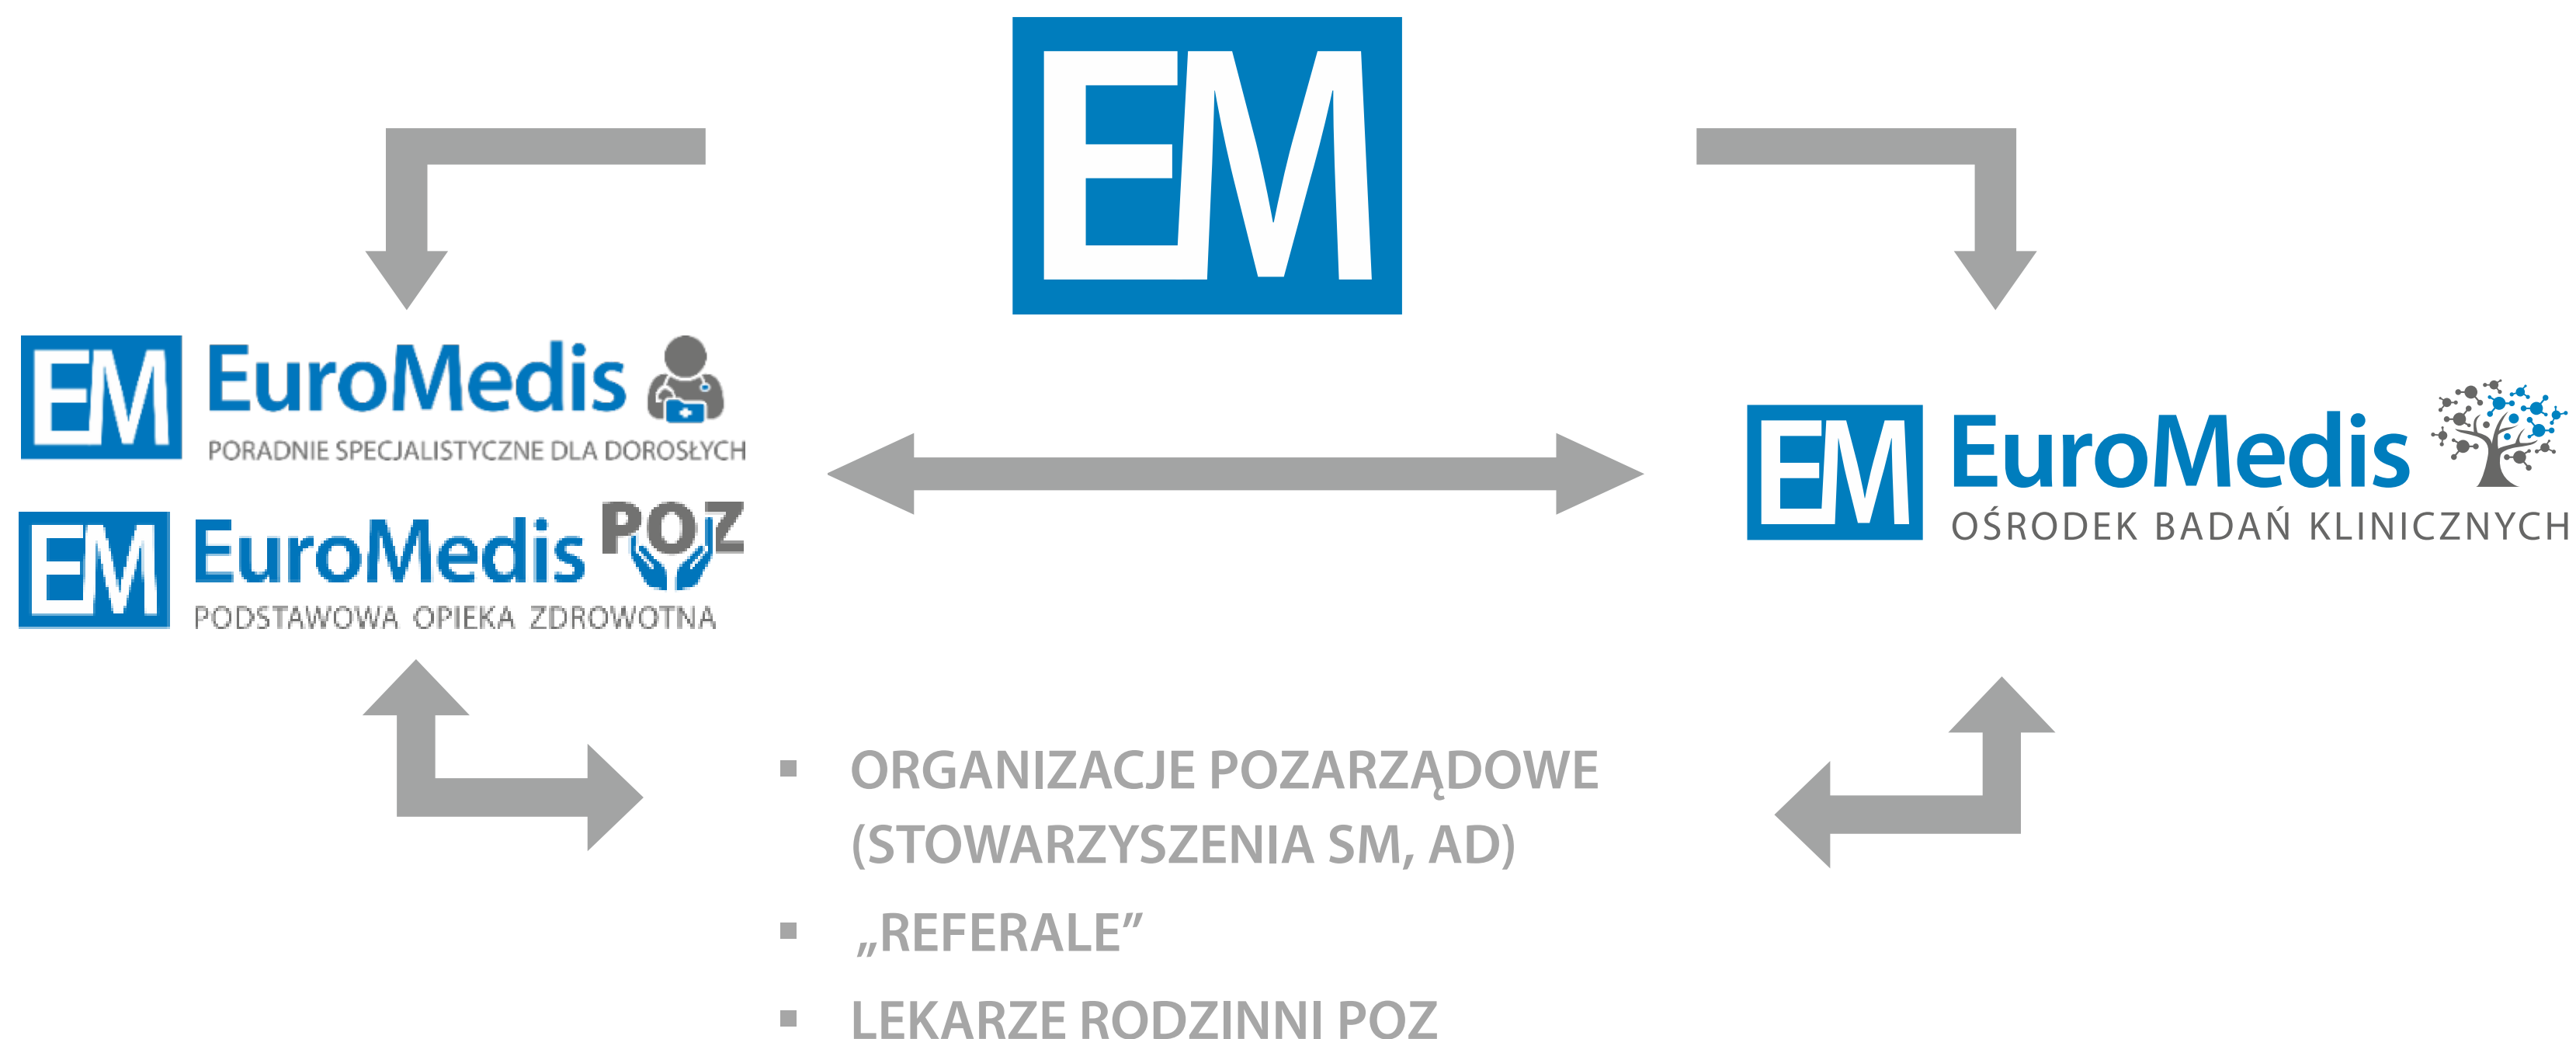 EM
EM EuroMedis
PORADNIE SPECJALISTYCZNE DLA DOROSŁYCH
EM EuroMedis POZ
PODSTAWOWA OPIEKA ZDROWOTNA
EM EuroMedis
OŚRODEK BADAŃ KLINICZNYCH
▪ ORGANIZACJE POZARZĄDOWE
(STOWARZYSZENIA SM, AD)
▪ „REFERALE”
▪ LEKARZE RODZINNI POZ